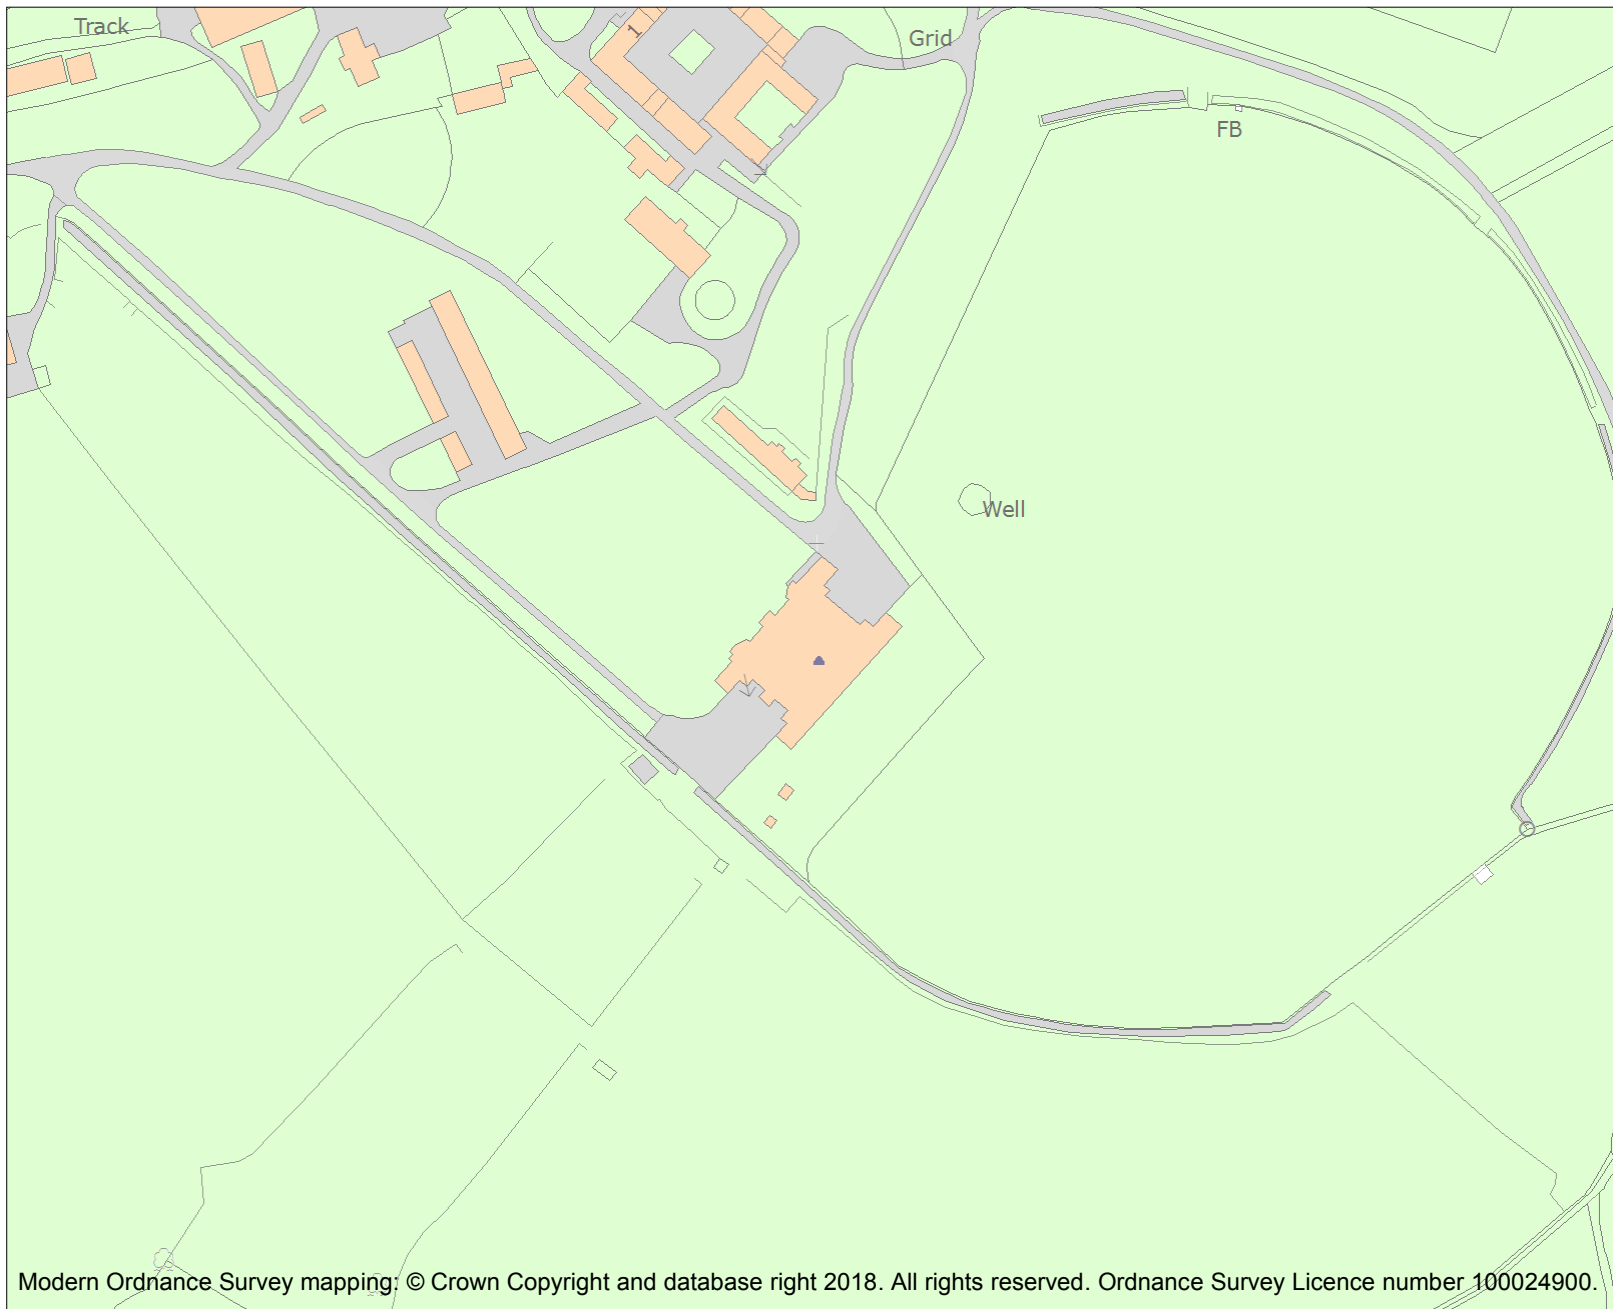 Track
1
Grid
FB
Well
Modern Ordnance Survey mapping: © Crown Copyright and database right 2018. All rights reserved. Ordnance Survey Licence number 100024900.